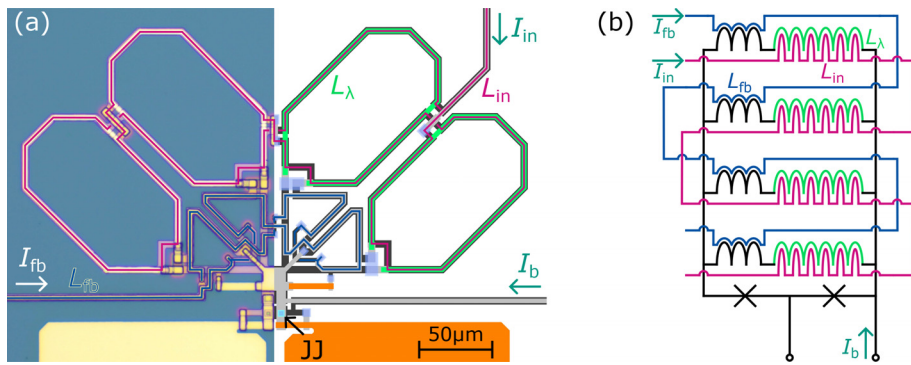 (a)
I_in
L_λ
L_in
I_fb
L_fb
I_b
JJ
50μm
(b)
I_fb
L_λ
I_in
L_in
L_fb
I_b